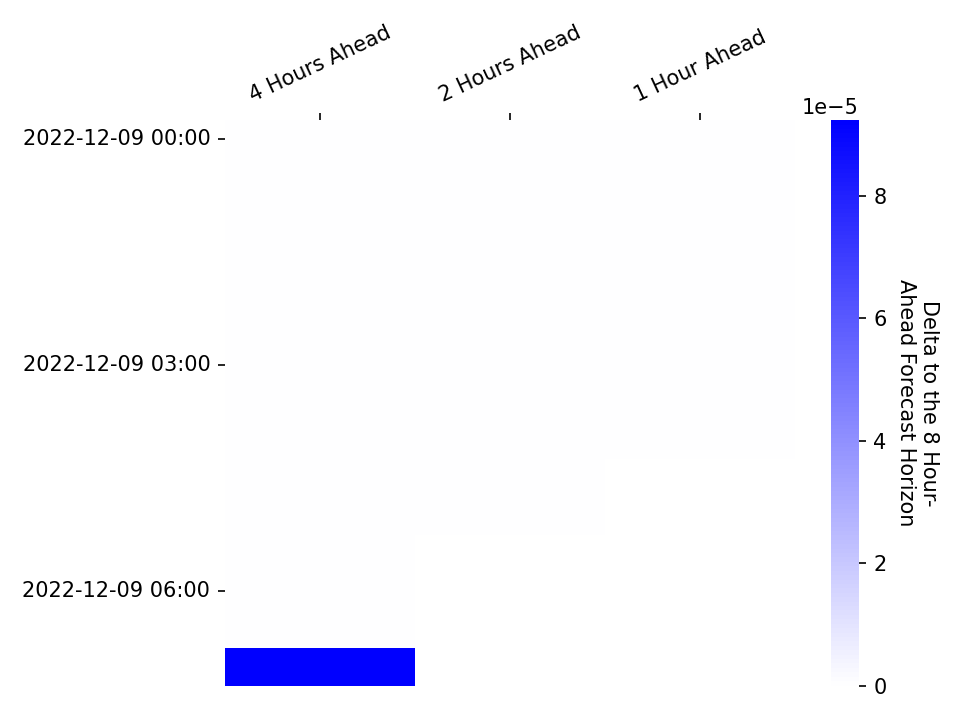 4 Hours Ahead
2 Hours Ahead
1 Hour Ahead
1e−5
2022-12-09 00:00
2022-12-09 03:00
2022-12-09 06:00
8
6
4
2
0
Delta to the 8 Hour-
Ahead Forecast Horizon